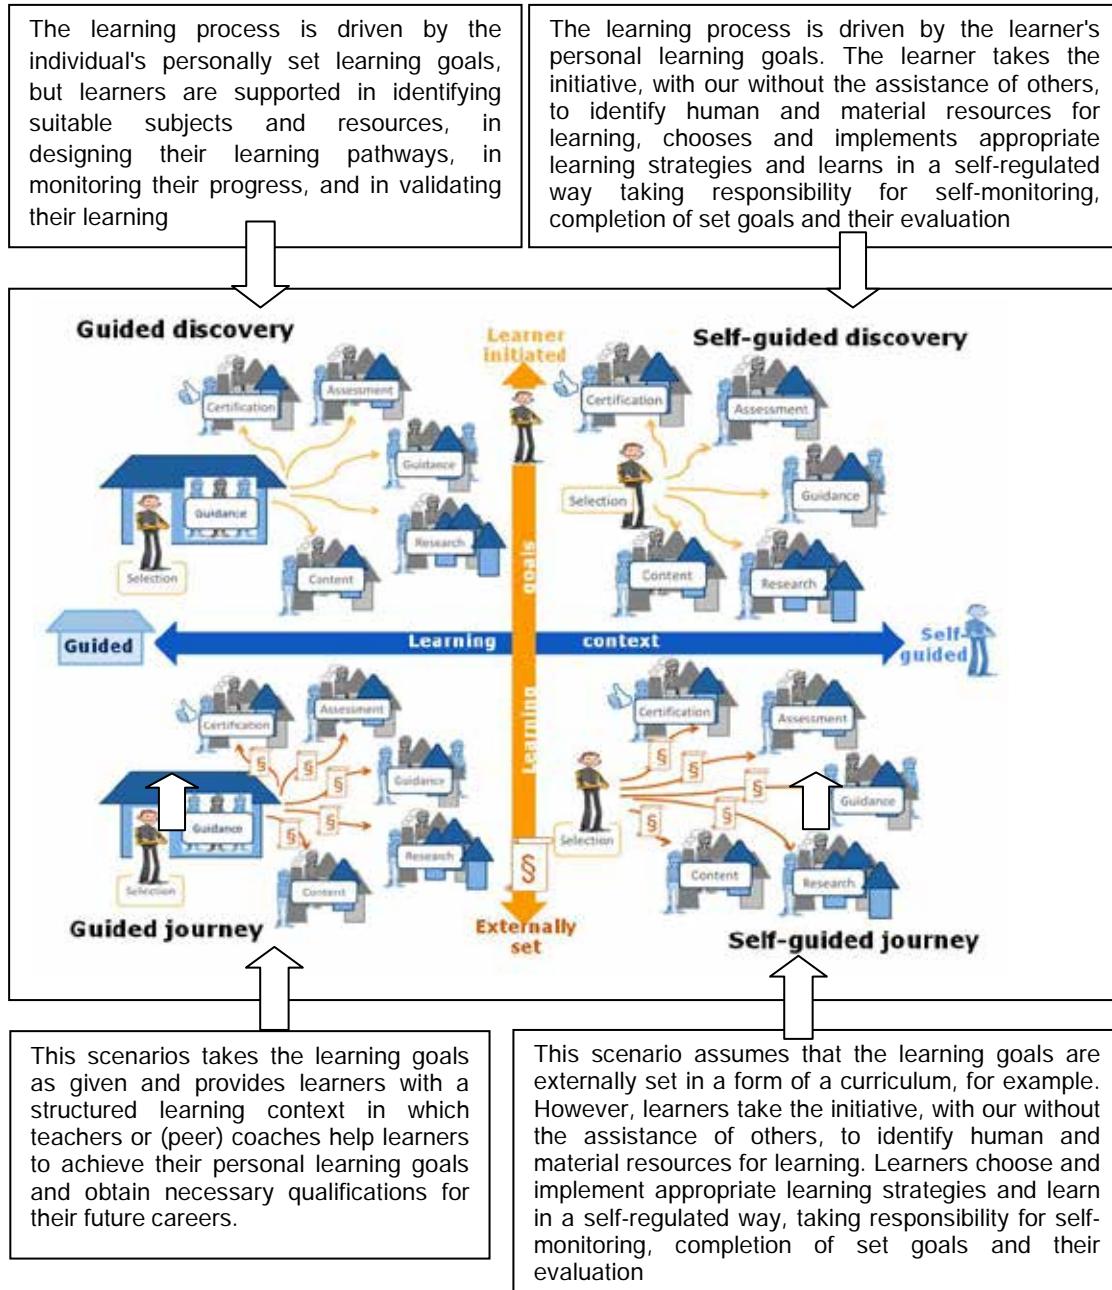 The learning process is driven by the
individual's personally set learning goals,
but learners are supported in identifying
suitable subjects and resources, in
designing their learning pathways, in
monitoring their progress, and in validating
their learning
The learning process is driven by the learner's
personal learning goals. The learner takes the
initiative, with our without the assistance of others,
to identify human and material resources for
learning, chooses and implements appropriate
learning strategies and learns in a self-regulated
way taking responsibility for self-monitoring,
completion of set goals and their evaluation
Guided discovery
Learner
initiated
Self-guided discovery
Certification
Assessment
Guidance
Research
Content
Guidance
Selection
Certification
Assessment
Guidance
Research
Content
Selection
Guided
Learning context
Self-
guided
Learning goals
Certification
Assessment
Guidance
Research
Content
Guidance
Selection
§
§
§
§
§
Certification
Assessment
Guidance
Research
Content
Selection
§
§
§
§
§
§
Guided journey
Externally
set
Self-guided journey
This scenarios takes the learning goals
as given and provides learners with a
structured learning context in which
teachers or (peer) coaches help learners
to achieve their personal learning goals
and obtain necessary qualifications for
their future careers.
This scenario assumes that the learning goals are
externally set in a form of a curriculum, for example.
However, learners take the initiative, with our without
the assistance of others, to identify human and
material resources for learning. Learners choose and
implement appropriate learning strategies and learn
in a self-regulated way, taking responsibility for self-
monitoring, completion of set goals and their
evaluation